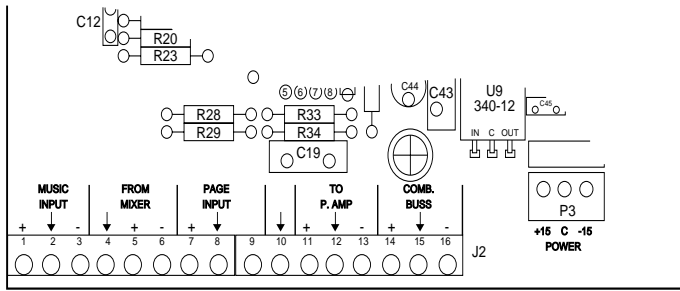 C12
R20
R23
5 6 7 8
C44
C43
U9
340-12
C45
R28
R33
R29
R34
IN C OUT
C19
MUSIC INPUT
FROM MIXER
PAGE INPUT
TO P. AMP
COMB. BUSS
P3
+ - + - + + - + -
1 2 3 4 5 6 7 8 9 10 11 12 13 14 15 16
J2
+15 C -15
POWER